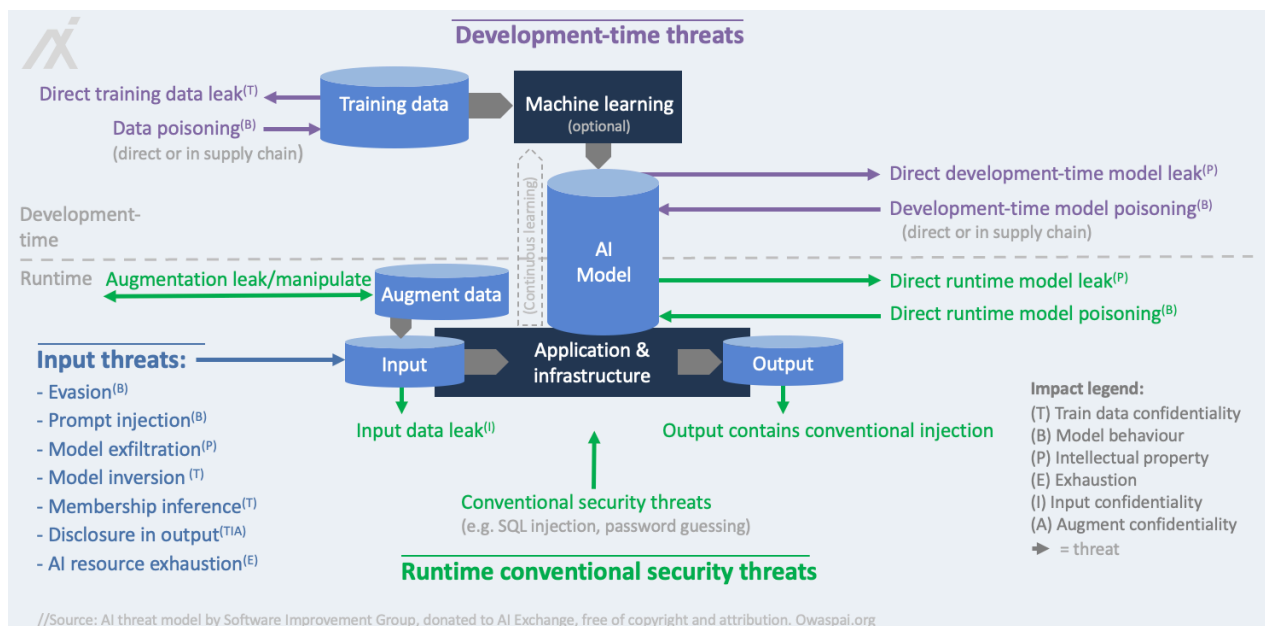 Development-time threats
Direct training data leak(T)
Training data
Machine learning
(optional)
Data poisoning(B)
(direct or in supply chain)
Direct development-time model leak(P)
Development-time model poisoning(B)
(direct or in supply chain)
(Continuous learning)
AI
Model
Development-
time
Runtime
Augmentation leak/manipulate
Augment data
Direct runtime model leak(P)
Direct runtime model poisoning(B)
Input threats:
- Evasion(B)
- Prompt injection(B)
- Model exfiltration(P)
- Model inversion (T)
- Membership inference(T)
- Disclosure in output(TIA)
- AI resource exhaustion(E)
Input
Application &
infrastructure
Output
Input data leak(I)
Output contains conventional injection
Conventional security threats
(e.g. SQL injection, password guessing)
Runtime conventional security threats
Impact legend:
(T) Train data confidentiality
(B) Model behaviour
(P) Intellectual property
(E) Exhaustion
(I) Input confidentiality
(A) Augment confidentiality
= threat
//Source: AI threat model by Software Improvement Group, donated to AI Exchange, free of copyright and attribution. Owaspai.org